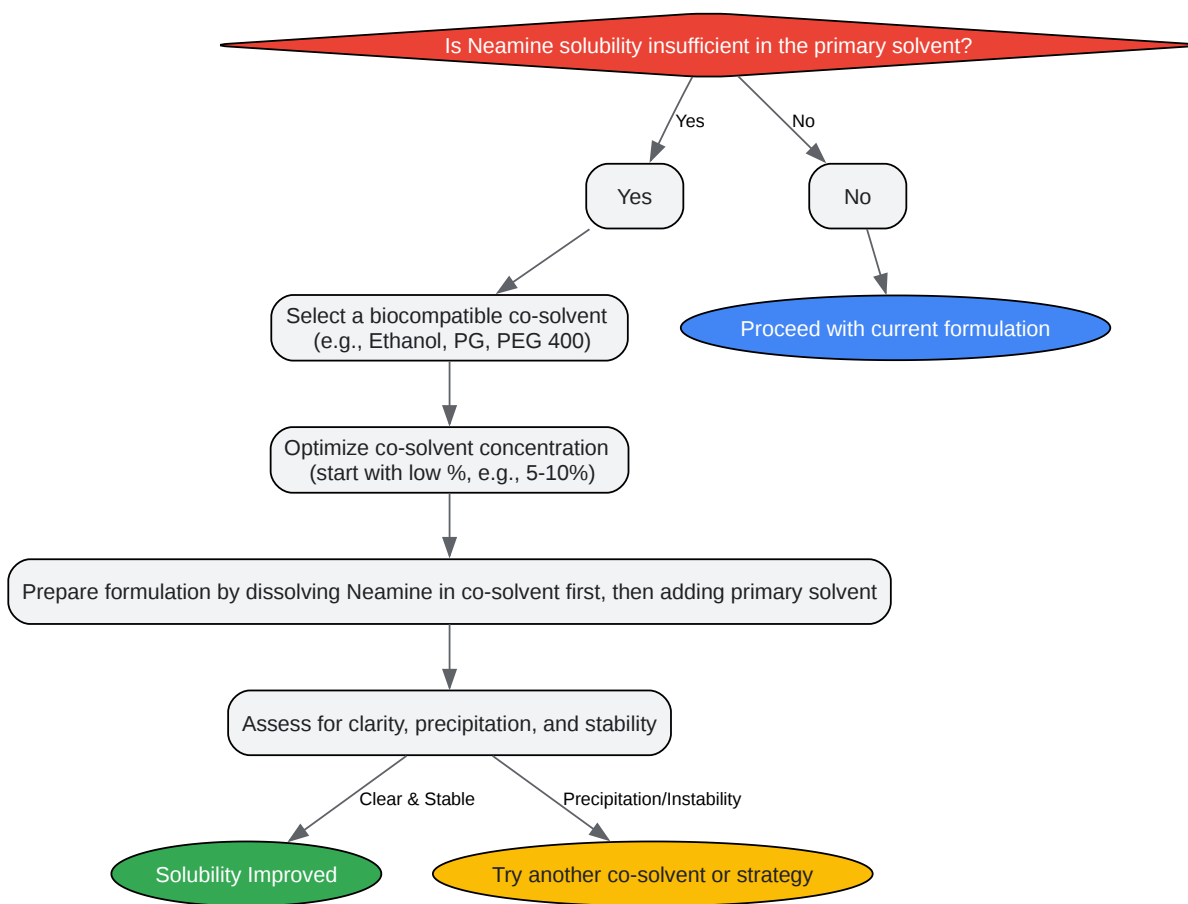 Is Neamine solubility insufficient in the primary solvent?
Yes
No
Yes
No
Select a biocompatible co-solvent
(e.g., Ethanol, PG, PEG 400)
Proceed with current formulation
Optimize co-solvent concentration
(start with low %, e.g., 5-10%)
Prepare formulation by dissolving Neamine in co-solvent first, then adding primary solvent
Assess for clarity, precipitation, and stability
Clear & Stable
Precipitation/Instability
Solubility Improved
Try another co-solvent or strategy